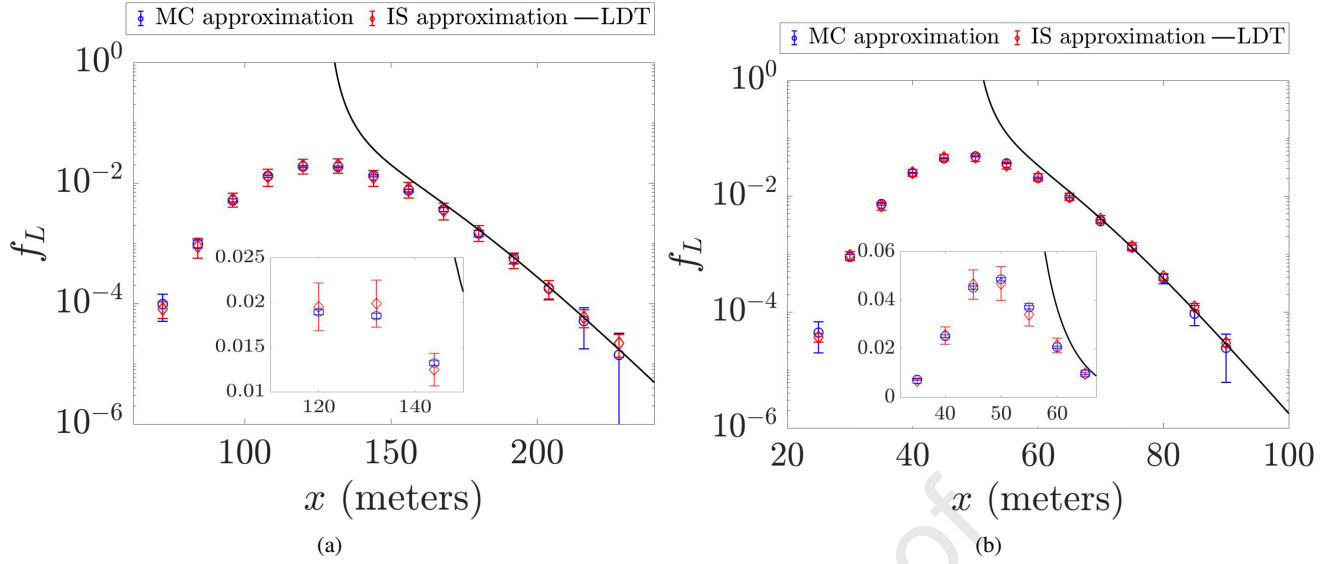 MC approximation IS approximation LDT
10^0
10^-2
10^-4
10^-6
f_L
0.025
0.02
0.015
0.01
120 140
100 150 200
x (meters)
(a)
MC approximation IS approximation LDT
10^0
10^-2
10^-4
10^-6
f_L
0.06
0.04
0.02
0
40 50 60
20 40 60 80 100
x (meters)
(b)
of